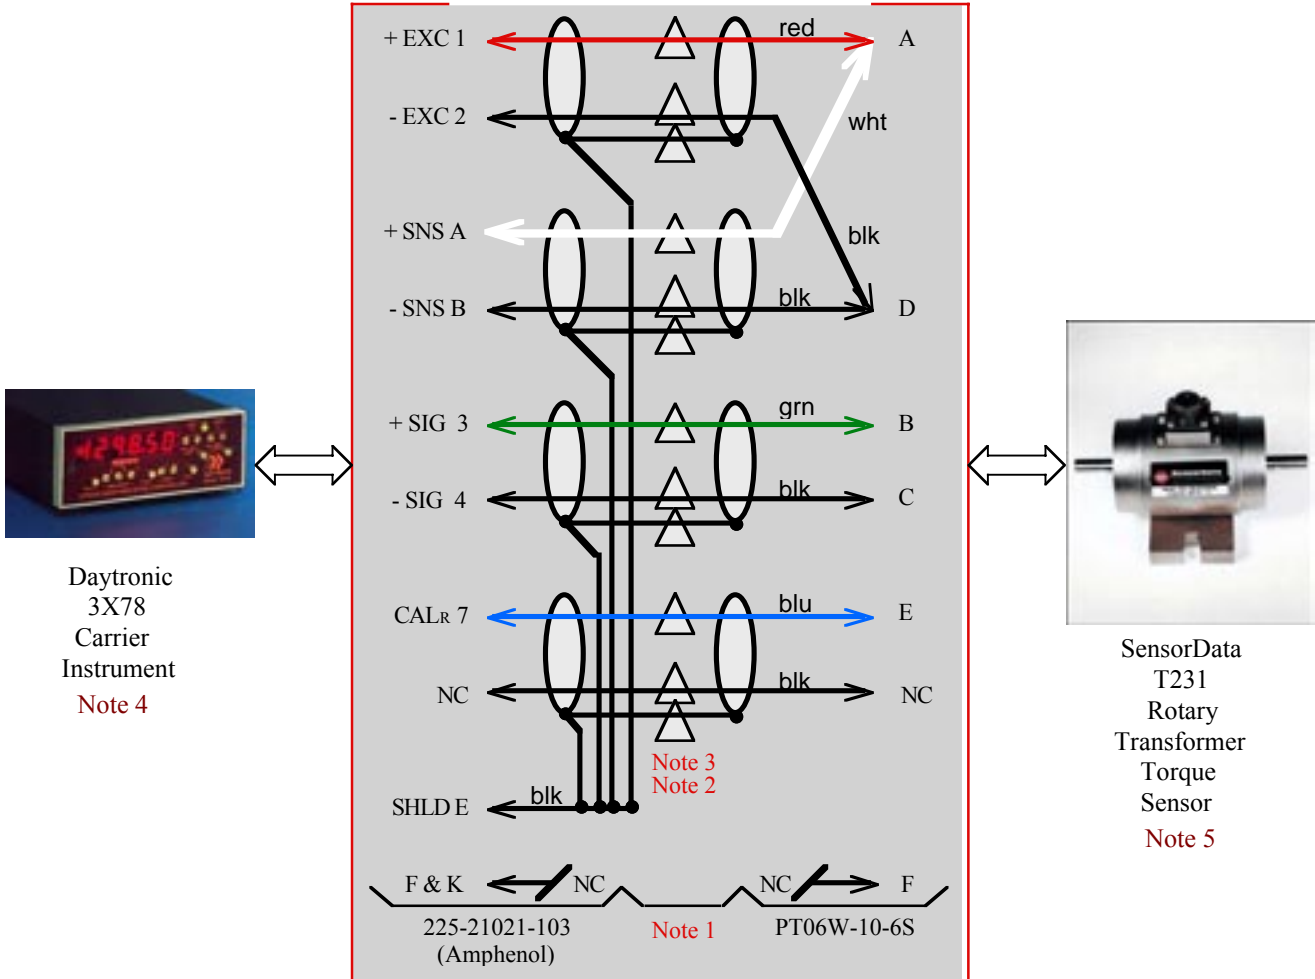 + EXC 1 red A
- EXC 2
wht
+ SNS A
blk
- SNS B blk D
+ SIG 3 grn B
- SIG 4 blk C
CALR 7 blu E
NC blk NC
Note 3
Note 2
SHLD E blk
F & K NC NC F
225-21021-103
(Amphenol)
Note 1
PT06W-10-6S
42985.0
Daytronic
3X78
Carrier
Instrument
Note 4
SensorData
T231
Rotary
Transformer
Torque
Sensor
Note 5